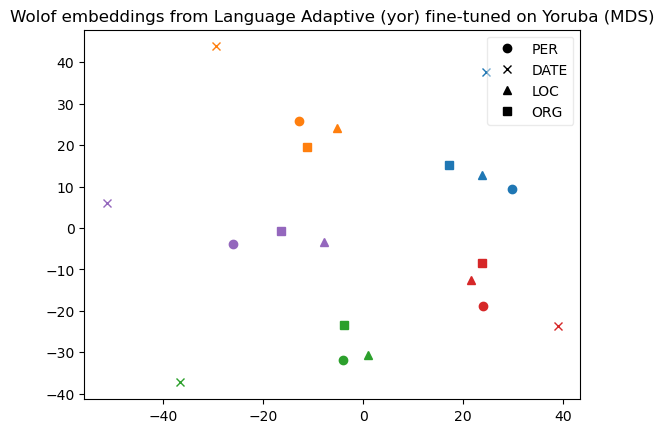 Wolof embeddings from Language Adaptive (yor) fine-tuned on Yoruba (MDS)
PER
DATE
LOC
ORG
40
30
20
10
0
−10
−20
−30
−40
−40 −20 0 20 40